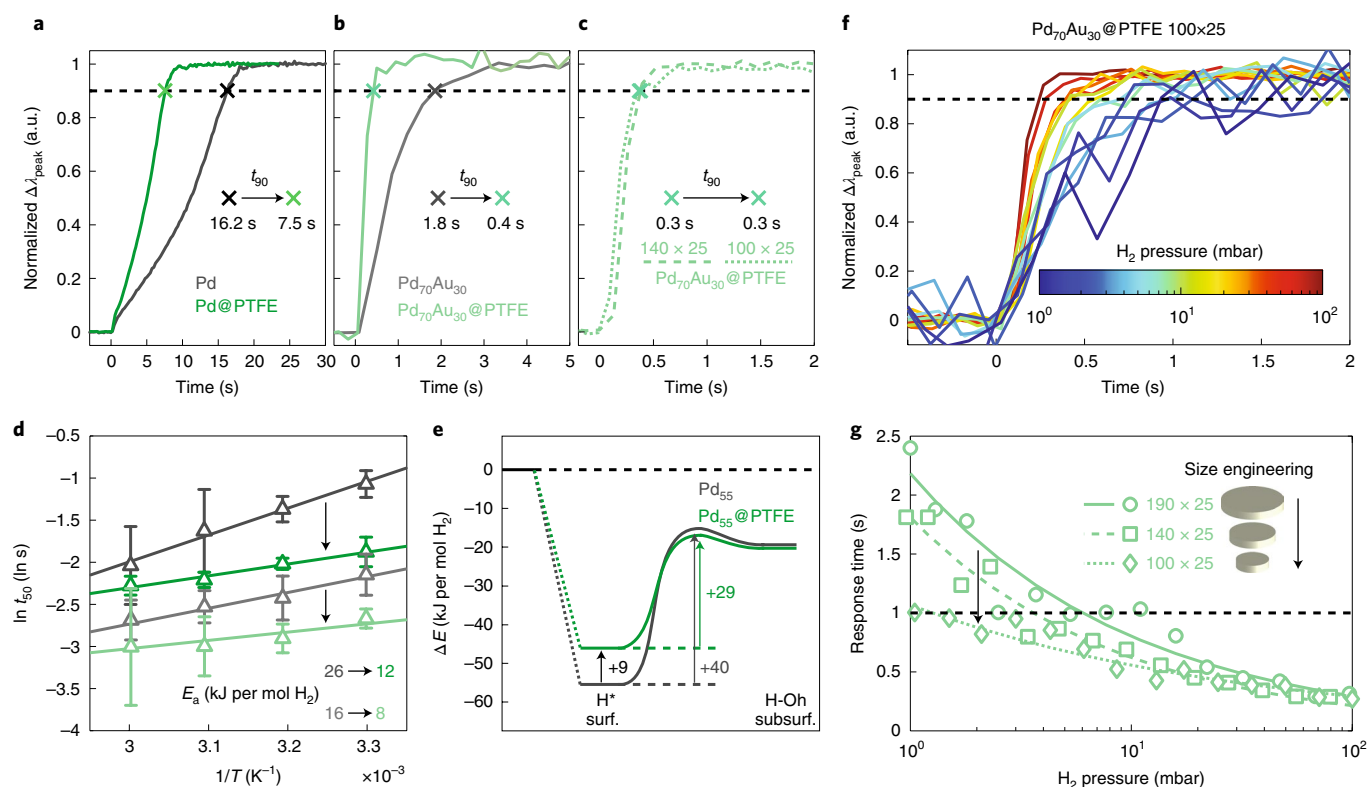 a
Normalized Δλpeak (a.u.)
1
0.8
0.6
0.4
0.2
0
t90
16.2 s
7.5 s
Pd
Pd@PTFE
0 5 10 15 20 25 30
Time (s)
b
t90
1.8 s
0.4 s
Pd70Au30
Pd70Au30@PTFE
0 1 2 3 4 5
Time (s)
c
t90
0.3 s
0.3 s
140 × 25 100 × 25
Pd70Au30@PTFE
0 0.5 1 1.5 2
Time (s)
f
Pd70Au30@PTFE 100×25
Normalized Δλpeak (a.u.)
1
0.8
0.6
0.4
0.2
0
H2 pressure (mbar)
10^0 10^1 10^2
0 0.5 1 1.5 2
Time (s)
d
ln t50 (ln s)
−0.5
−1
−1.5
−2
−2.5
−3
−3.5
−4
26 12
Ea (kJ per mol H2)
16 8
3 3.1 3.2 3.3
1/T (K−1)
×10−3
e
ΔE (kJ per mol H2)
0
−10
−20
−30
−40
−50
−60
Pd55
Pd55@PTFE
+29
+9
+40
H*
surf.
H-Oh
subsurf.
g
Response time (s)
2.5
2
1.5
1
0.5
0
Size engineering
190 × 25
140 × 25
100 × 25
10^0 10^1 10^2
H2 pressure (mbar)